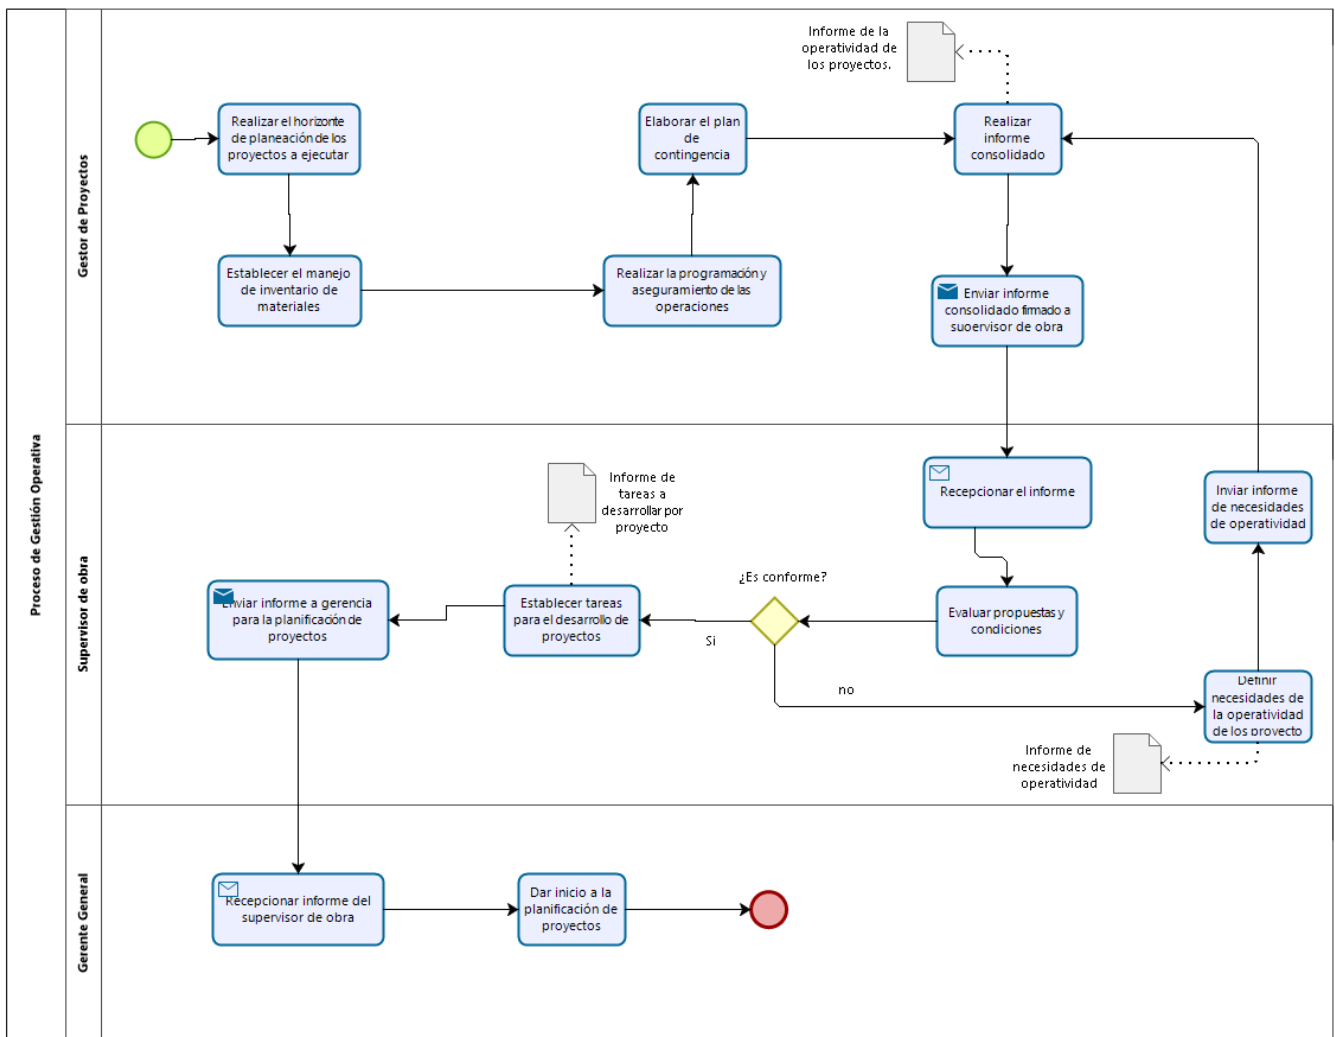 Proceso de Gestión Operativa
Gestor de Proyectos
Informe de la
operatividad de
los proyectos.
Realizar el horizonte
de planeación de los
proyectos a ejecutar
Elaborar el plan
de
contingencia
Realizar
informe
consolidado
Establecer el manejo
de inventario de
materiales
Realizar la programación y
aseguramiento de las
operaciones
Enviar informe
consolidado firmado a
suoervisor de obra
Supervisor de obra
Informe de
tareas a
desarrollar por
proyecto
Recepcionar el informe
Inviar informe
de necesidades
de operatividad
¿Es conforme?
Enviar informe a gerencia
para la planificación de
proyectos
Establecer tareas
para el desarrollo de
proyectos
Si
Evaluar propuestas y
condiciones
no
Definir
necesidades de
la operatividad
de los proyecto
Informe de
necesidades de
operatividad
Gerente General
Recepcionar informe del
supervisor de obra
Dar inicio a la
planificación de
proyectos